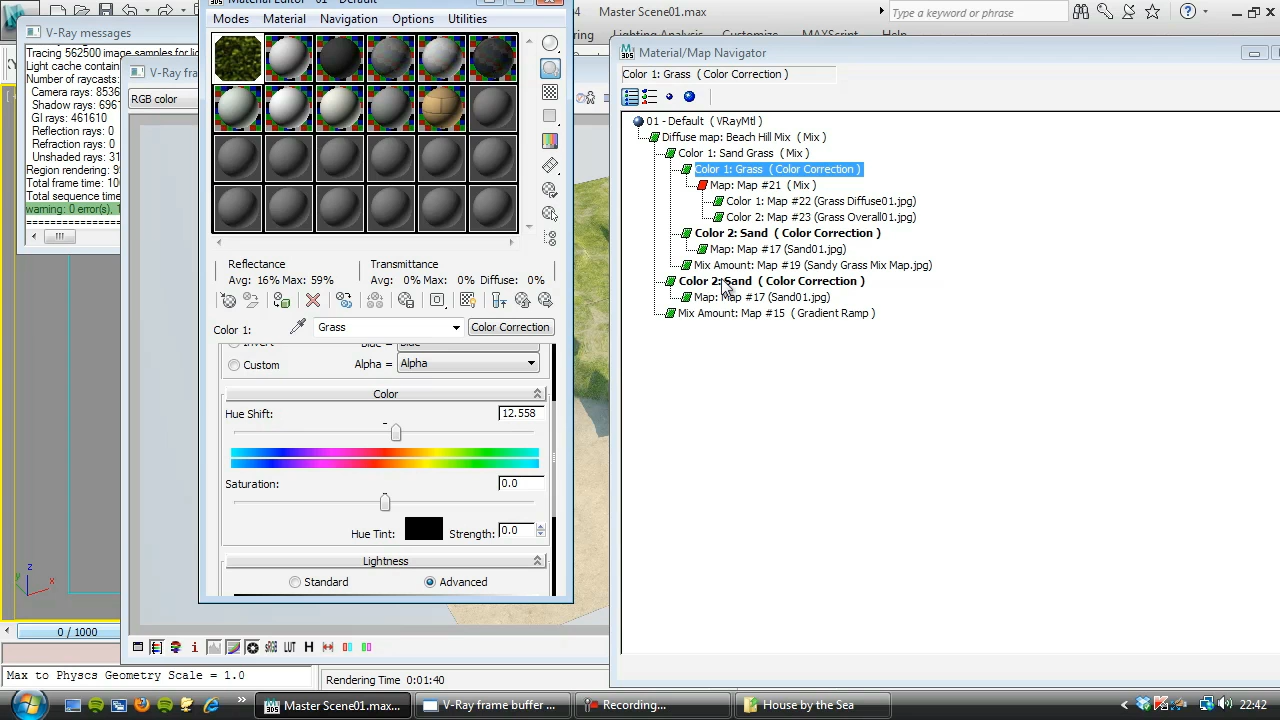 Material Editor - 01 - Default
Master Scene01.max
Type a keyword or phrase
Modes Material Navigation Options Utilities
V-Ray messages
Tracing 562500 image samples for lig
Light cache contain
Number of raycasts
Camera rays: 8536
Shadow rays: 6961
GI rays: 461610
Reflection rays: 0
Unshaded rays: 31
Region rendering: 9
Total frame time: 10
Total sequence time
warning: 0 error(s), 1
V-Ray fra
RGB color
Material/Map Navigator
Color 1: Grass ( Color Correction )
01 - Default ( VRayMtl )
Diffuse map: Beach Hill Mix ( Mix )
Color 1: Sand Grass ( Mix )
Color 1: Grass ( Color Correction )
Map: Map #21 ( Mix )
Color 1: Map #22 (Grass Diffuse01.jpg)
Color 2: Map #23 (Grass Overall01.jpg)
Color 2: Sand ( Color Correction )
Map: Map #17 (Sand01.jpg)
Mix Amount: Map #19 (Sandy Grass Mix Map.jpg)
Color 2: Sand ( Color Correction )
Map: Map #17 (Sand01.jpg)
Mix Amount: Map #15 ( Gradient Ramp )
Reflectance Transmittance
Avg: 16% Max: 59% Avg: 0% Max: 0% Diffuse: 0%
Color 1: Grass Color Correction
Custom Alpha = Alpha
Color
Hue Shift: 12.558
Saturation: 0.0
Hue Tint: Strength: 0.0
Lightness
Standard Advanced
z
y x
0 / 1000
sRGB LUT H
Max to Physcs Geometry Scale = 1.0
Rendering Time 0:01:40
Master Scene01.max... V-Ray frame buffer ... Recording... House by the Sea 22:42